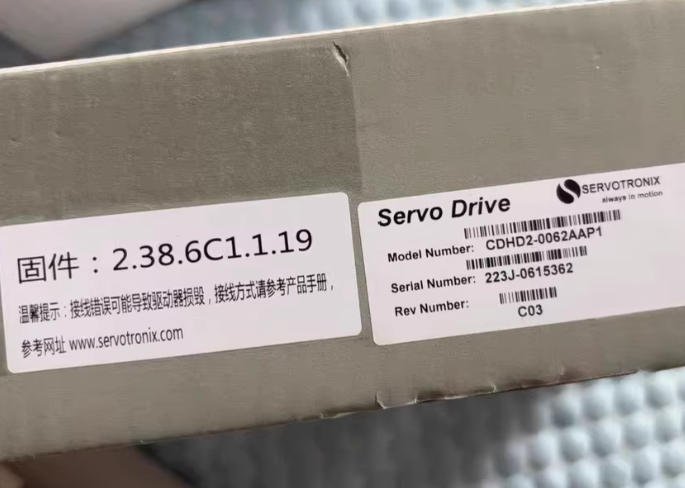 固件：2.38.6C1.1.19
温馨提示：接线错误可能导致驱动器损毁，接线方式请参考产品手册，
参考网址 www.servotronix.com
SERVOTRONIX
always in motion
Servo Drive
Model Number: CDHD2-0062AAP1
Serial Number: 223J-0615362
Rev Number:
C03